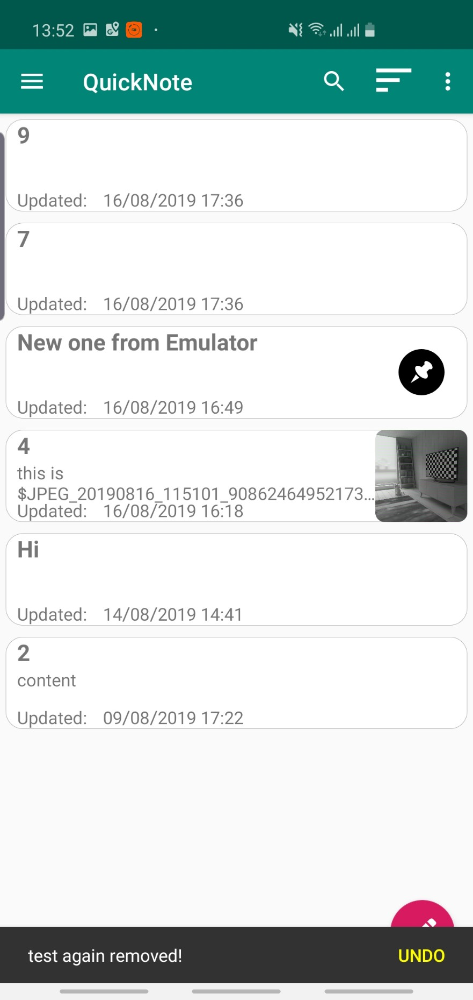 13:52
QuickNote
9
Updated: 16/08/2019 17:36
7
Updated: 16/08/2019 17:36
New one from Emulator
Updated: 16/08/2019 16:49
4
this is
$JPEG_20190816_115101_90862464952173...
Updated: 16/08/2019 16:18
Hi
Updated: 14/08/2019 14:41
2
content
Updated: 09/08/2019 17:22
test again removed!
UNDO